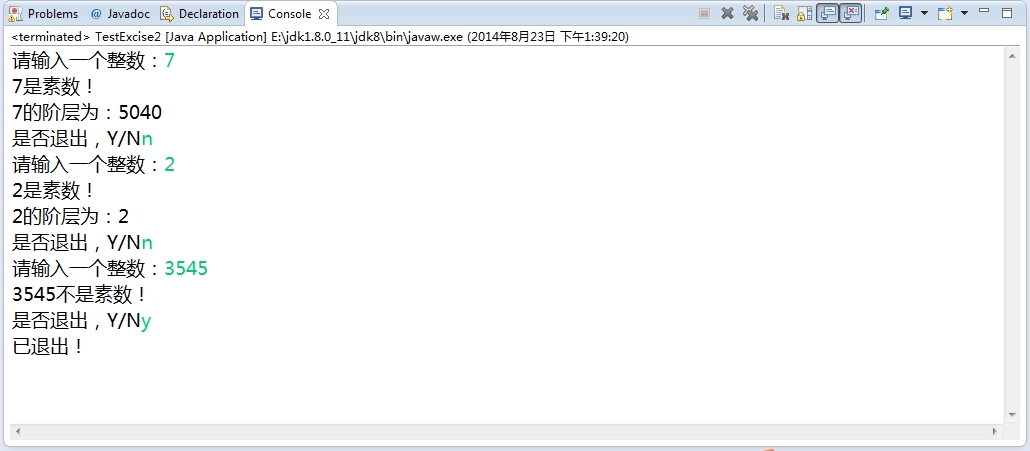 Problems @ Javadoc Declaration Console
<terminated> TestExcise2 [Java Application] E:\jdk1.8.0_11\jdk8\bin\javaw.exe (2014年8月23日 下午1:39:20)
请输入一个整数：7
7是素数！
7的阶层为：5040
是否退出，Y/Nn
请输入一个整数：2
2是素数！
2的阶层为：2
是否退出，Y/Nn
请输入一个整数：3545
3545不是素数！
是否退出，Y/Ny
已退出！